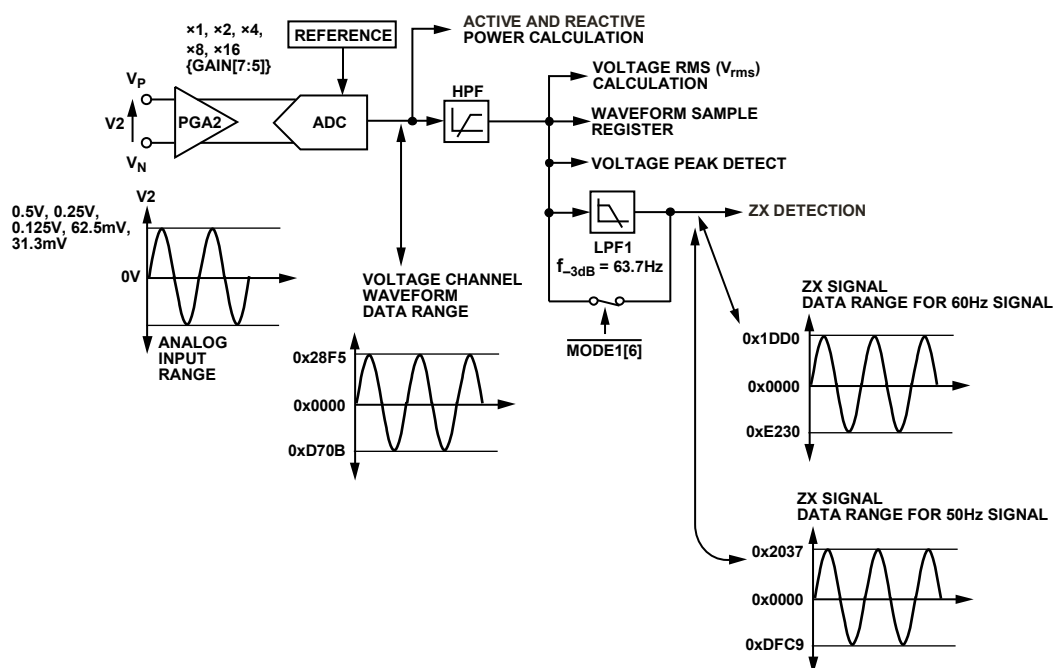 ×1, ×2, ×4,
×8, ×16
{GAIN[7:5]}
REFERENCE
ACTIVE AND REACTIVE
POWER CALCULATION
VP
V2
VN
PGA2
ADC
HPF
VOLTAGE RMS (Vrms)
CALCULATION
WAVEFORM SAMPLE
REGISTER
VOLTAGE PEAK DETECT
ZX DETECTION
LPF1
f–3dB = 63.7Hz
MODE1[6]
V2
0.5V, 0.25V,
0.125V, 62.5mV,
31.3mV
0V
ANALOG
INPUT
RANGE
VOLTAGE CHANNEL
WAVEFORM
DATA RANGE
0x28F5
0x0000
0xD70B
ZX SIGNAL
DATA RANGE FOR 60Hz SIGNAL
0x1DD0
0x0000
0xE230
ZX SIGNAL
DATA RANGE FOR 50Hz SIGNAL
0x2037
0x0000
0xDFC9